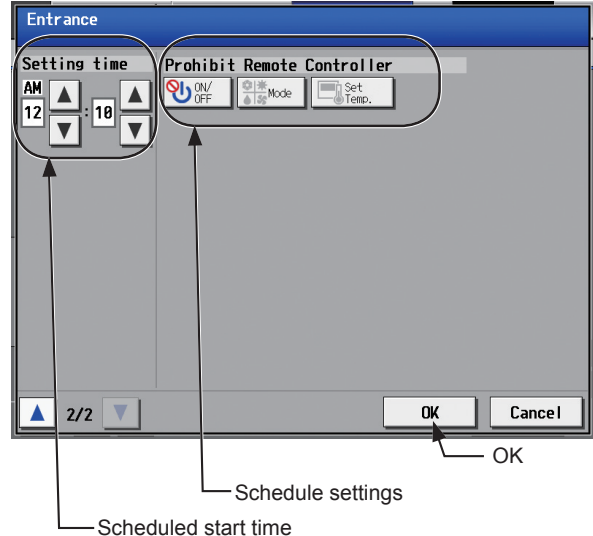 Entrance
Setting time
Prohibit Remote Controller
AM
12 : 10
ON/
OFF
Mode
Set
Temp.
2/2
OK
Cancel
OK
Schedule settings
Scheduled start time